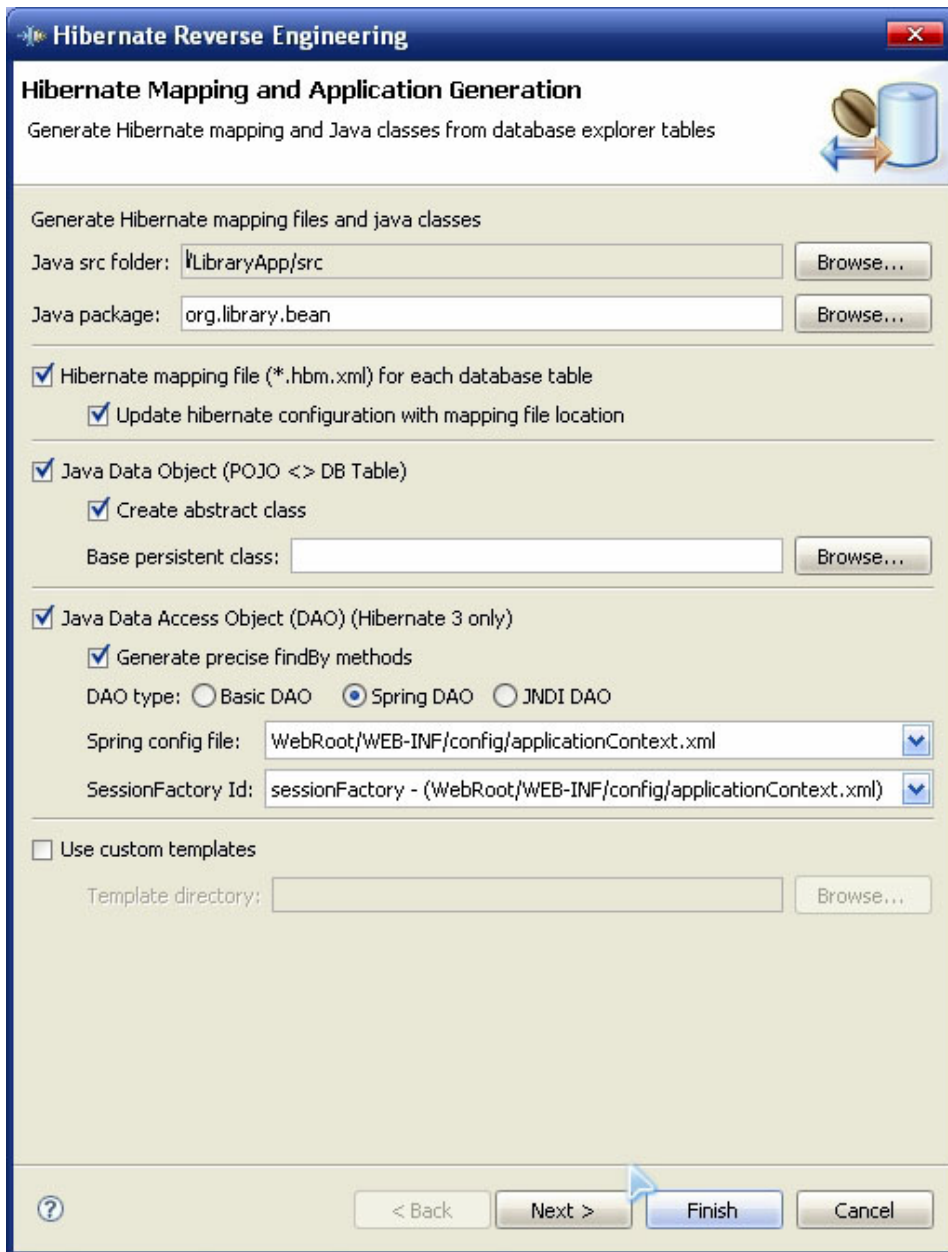 Hibernate Reverse Engineering
Hibernate Mapping and Application Generation
Generate Hibernate mapping and Java classes from database explorer tables
Generate Hibernate mapping files and java classes
Java src folder: /LibraryApp/src Browse...
Java package: org.library.bean Browse...
Hibernate mapping file (*.hbm.xml) for each database table
Update hibernate configuration with mapping file location
Java Data Object (POJO <> DB Table)
Create abstract class
Base persistent class: Browse...
Java Data Access Object (DAO) (Hibernate 3 only)
Generate precise findBy methods
DAO type: Basic DAO Spring DAO JNDI DAO
Spring config file: WebRoot/WEB-INF/config/applicationContext.xml
SessionFactory Id: sessionFactory - (WebRoot/WEB-INF/config/applicationContext.xml)
Use custom templates
Template directory: Browse...
? < Back Next > Finish Cancel